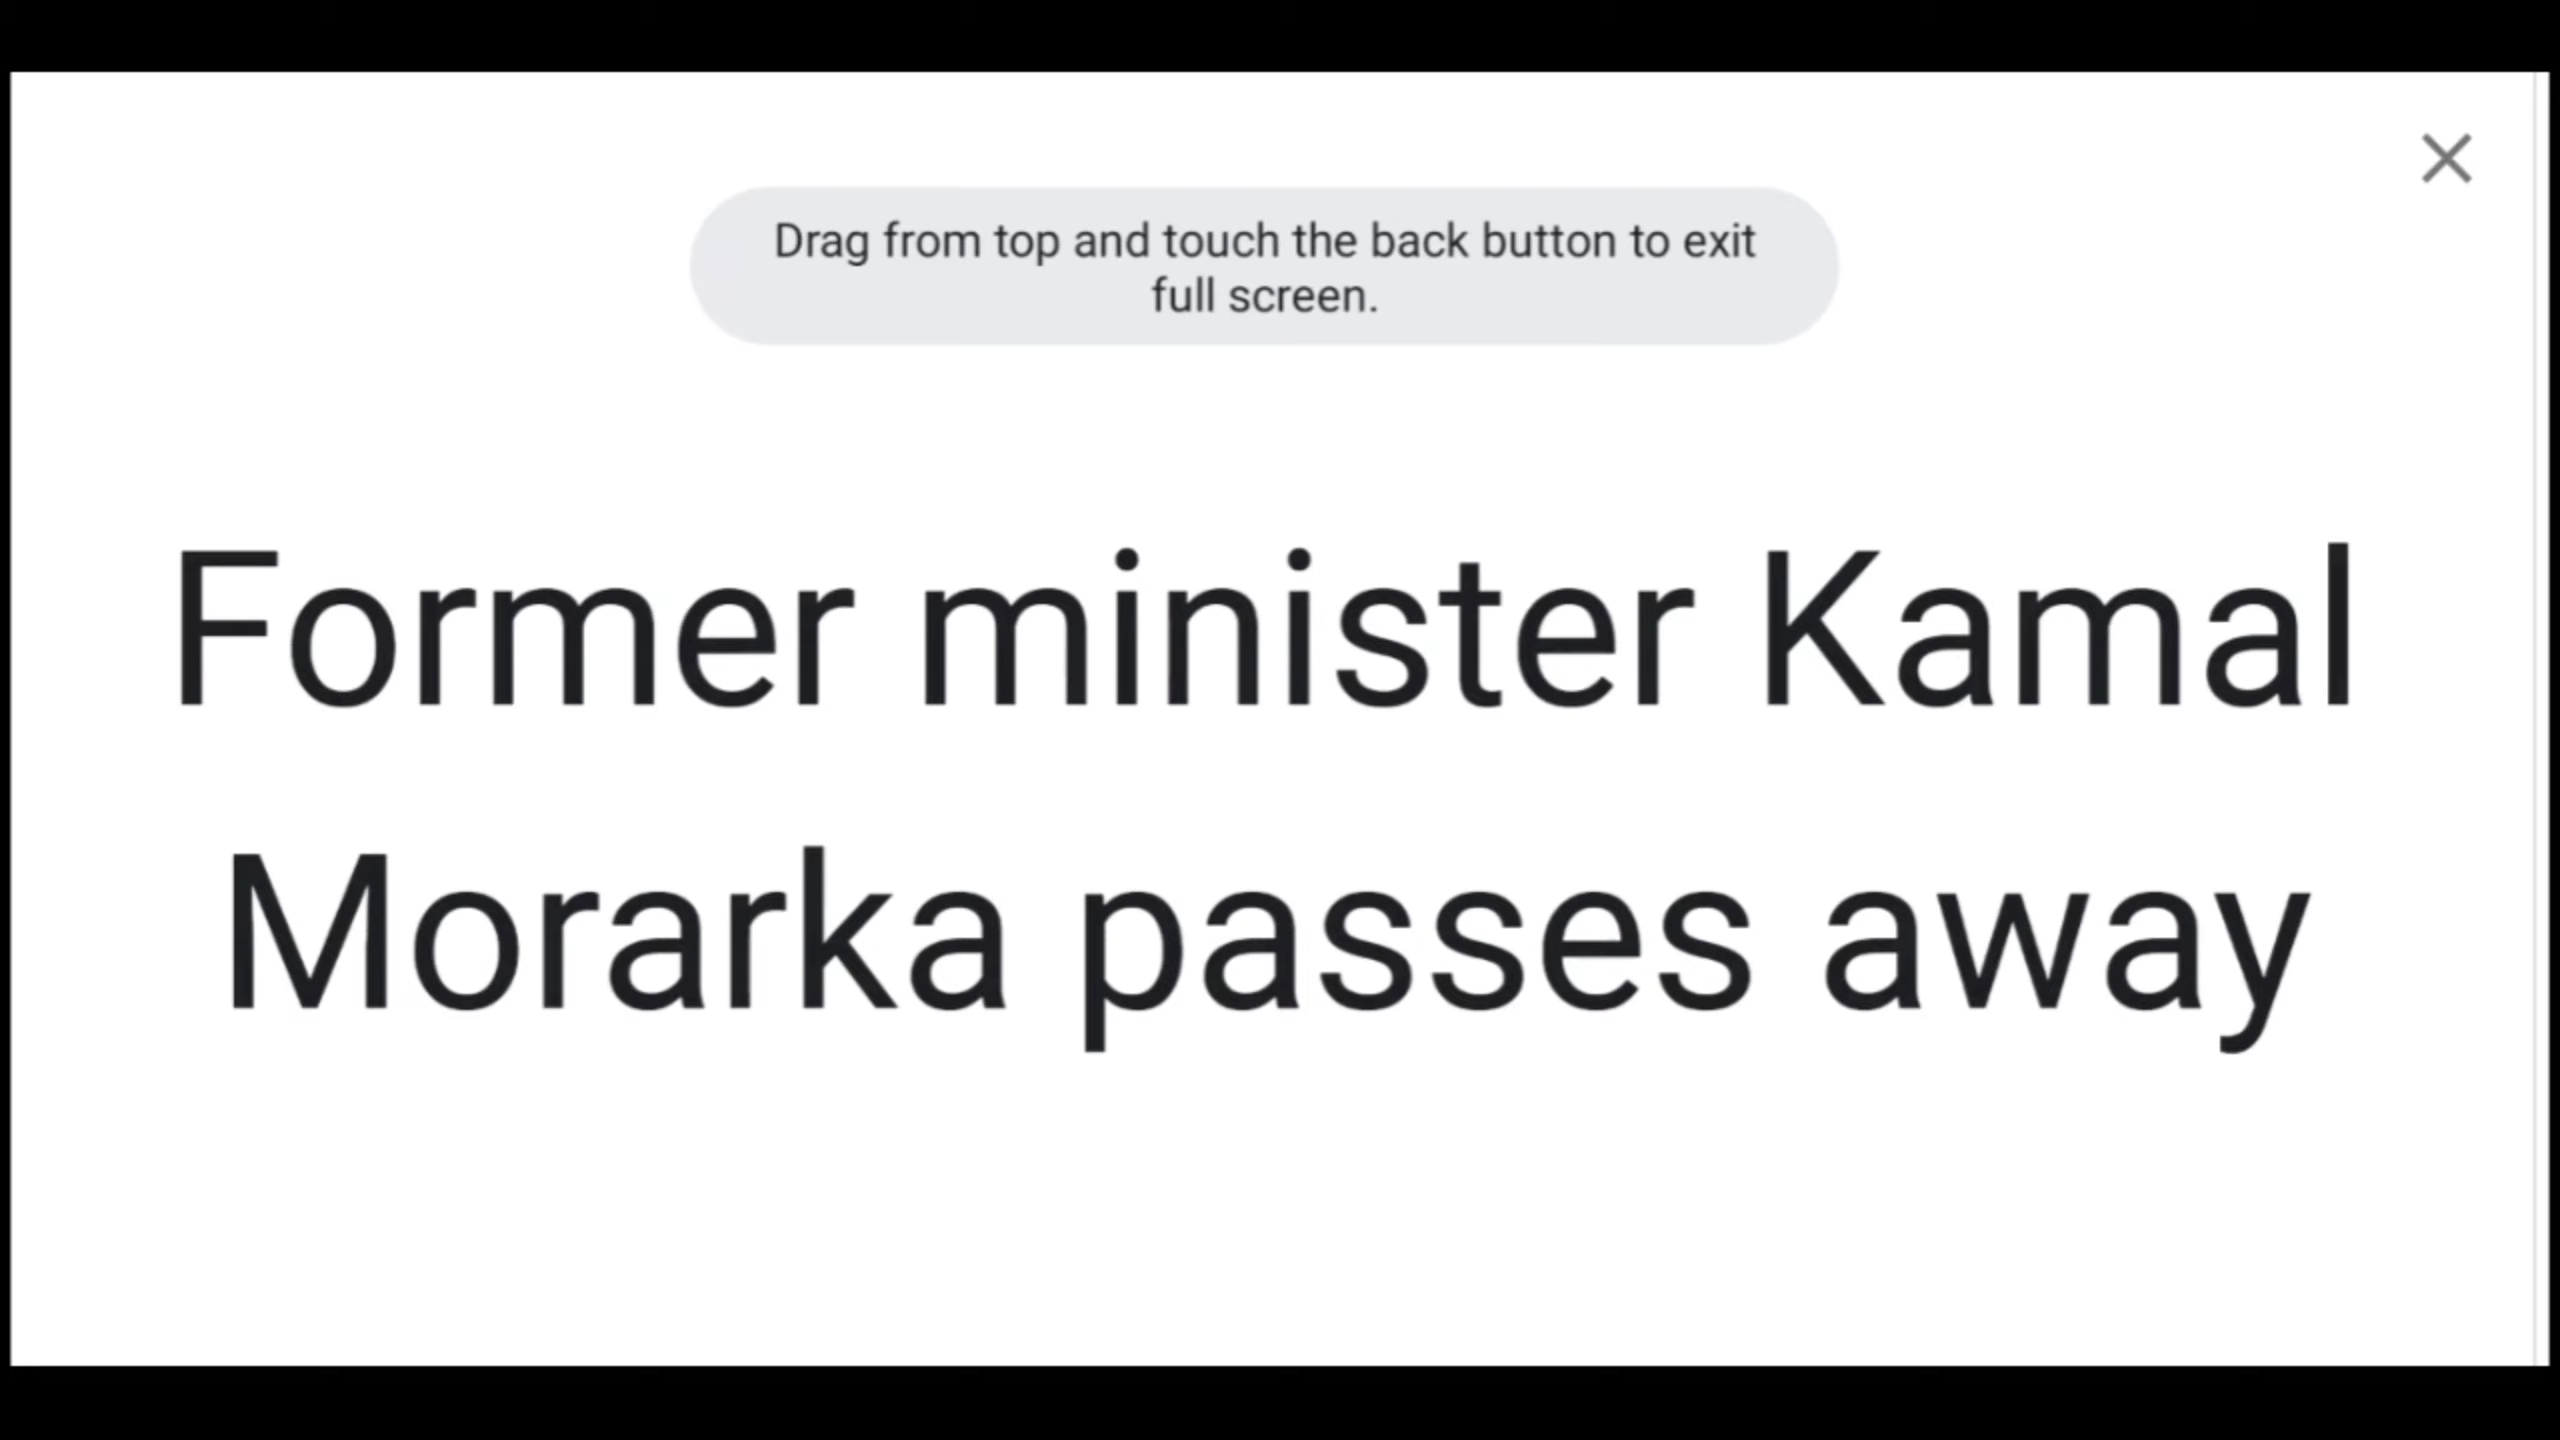 Drag from top and touch the back button to exit
full screen.
Former minister Kamal
Morarka passes away